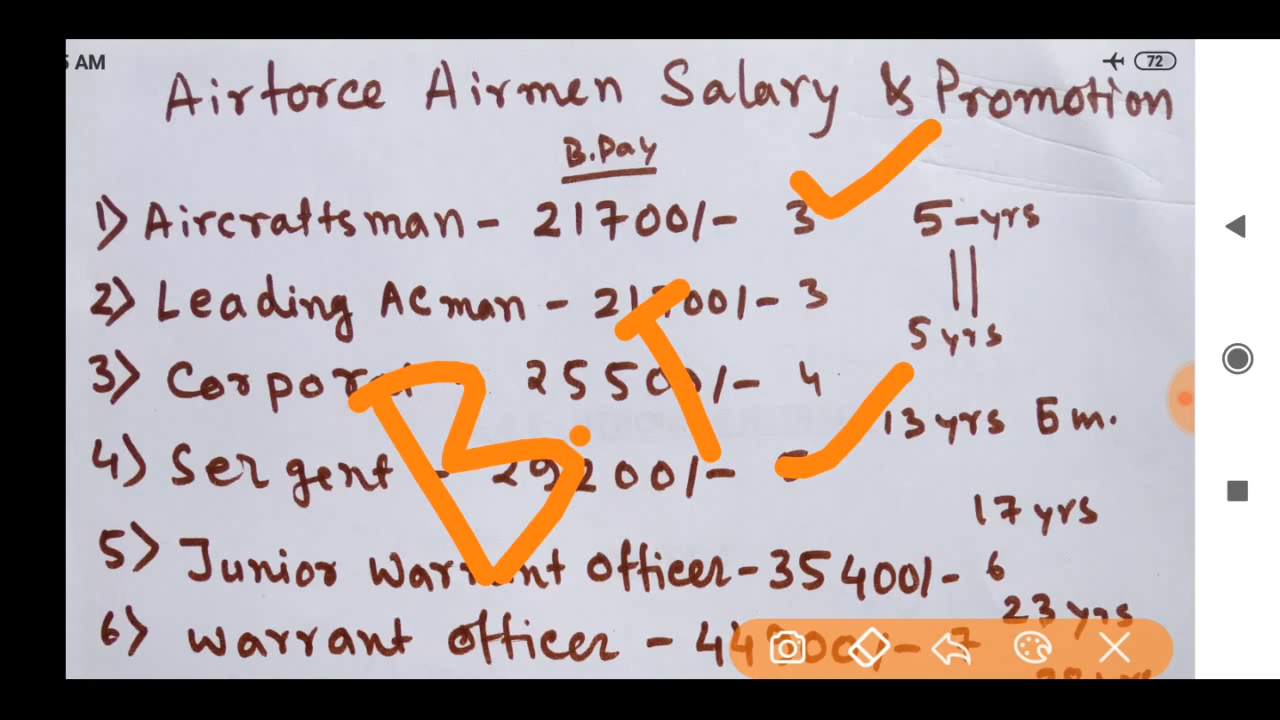 5 AM 72
Airforce Airmen Salary & Promotion
B.Pay
1) Aircraftsman - 21700/- 3 5-yrs
2) Leading ACman - 21700/- 3
5 yrs
3) Corporal - 25500/- 4
13 yrs 5 m.
4) Sergent - 29200/-
B.T
17 yrs
5) Junior Warrant Officer - 35400/- 6
23 yrs
6) Warrant Officer - 44900/- 7